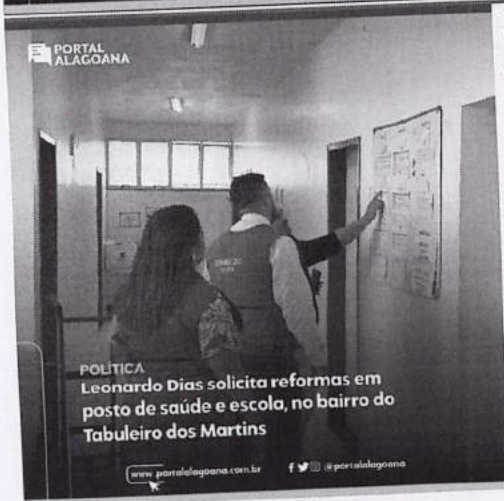 PORTAL
ALAGOANA
POLÍTICA
Leonardo Dias solicita reformas em
posto de saúde e escola, no bairro do
Tabuleiro dos Martins
www.portalalagoana.com.br
@portalalagoana